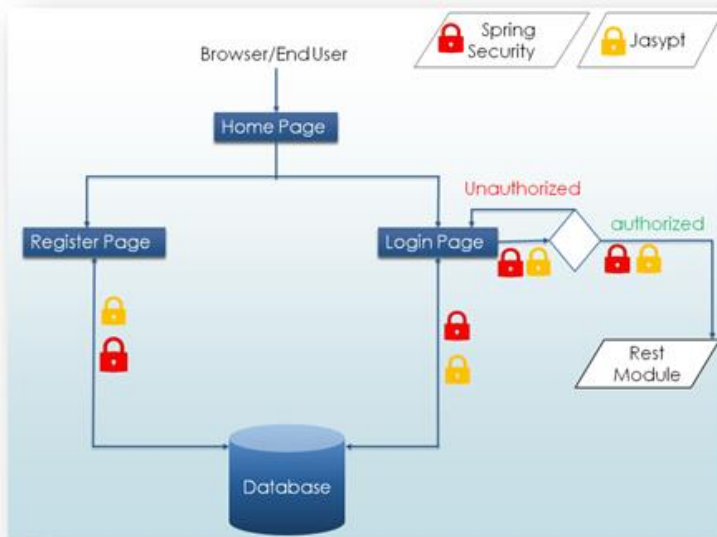 Spring
Security
Jasypt
Browser/EndUser
Home Page
Unauthorized
authorized
Register Page
Login Page
Rest
Module
Database